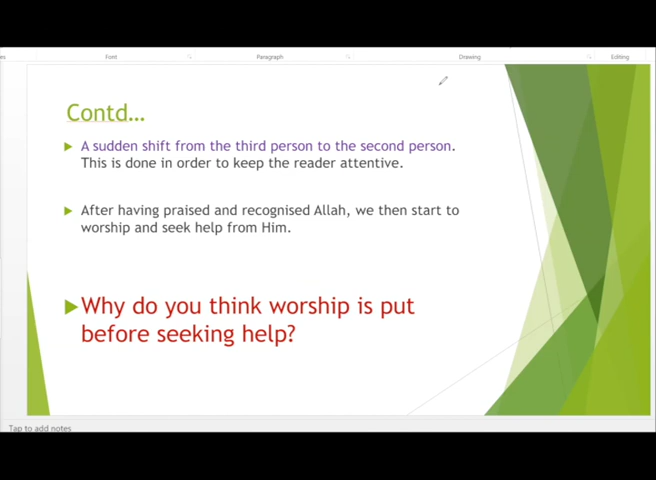 Font Paragraph Drawing Editing
Contd...
A sudden shift from the third person to the second person.
This is done in order to keep the reader attentive.
After having praised and recognised Allah, we then start to
worship and seek help from Him.
Why do you think worship is put
before seeking help?
Tap to add notes